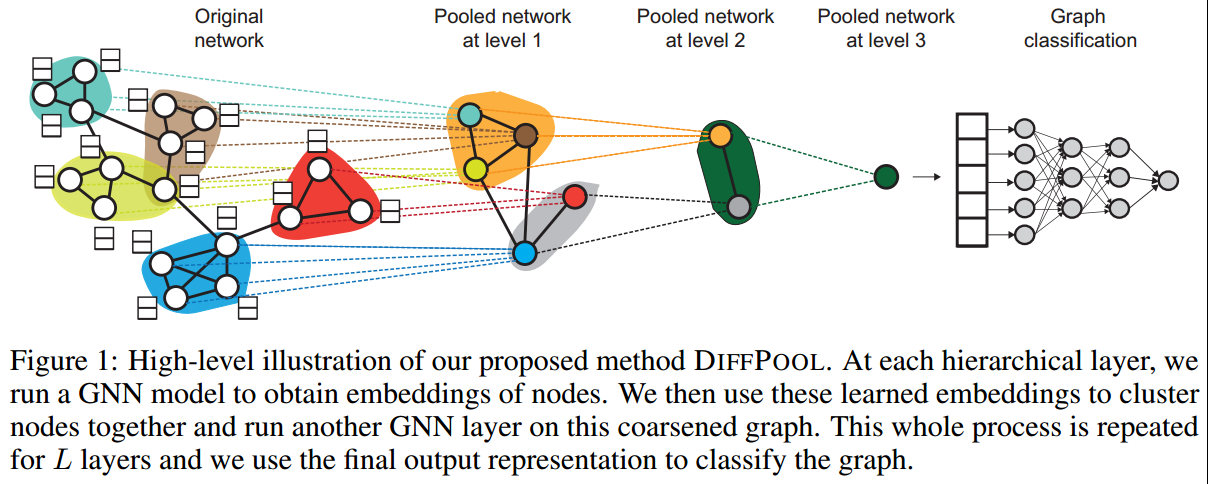 Original
network
Pooled network
at level 1
Pooled network
at level 2
Pooled network
at level 3
Graph
classification
Figure 1: High-level illustration of our proposed method DIFFPOOL. At each hierarchical layer, we
run a GNN model to obtain embeddings of nodes. We then use these learned embeddings to cluster
nodes together and run another GNN layer on this coarsened graph. This whole process is repeated
for L layers and we use the final output representation to classify the graph.